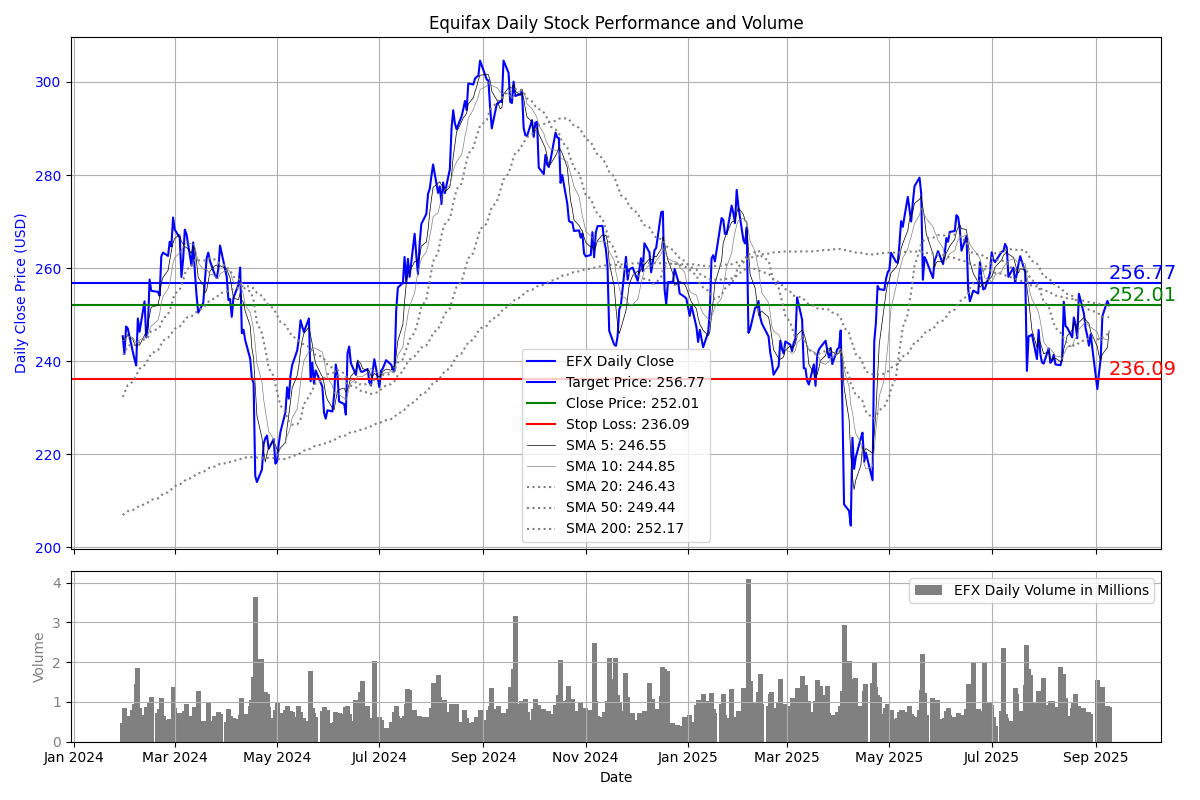 Equifax Daily Stock Performance and Volume
Daily Close Price (USD)
300
280
260
240
220
200
256.77
252.01
236.09
EFX Daily Close
Target Price: 256.77
Close Price: 252.01
Stop Loss: 236.09
SMA 5: 246.55
SMA 10: 244.85
SMA 20: 246.43
SMA 50: 249.44
SMA 200: 252.17
Volume
4
3
2
1
0
EFX Daily Volume in Millions
Jan 2024 Mar 2024 May 2024 Jul 2024 Sep 2024 Nov 2024 Jan 2025 Mar 2025 May 2025 Jul 2025 Sep 2025
Date